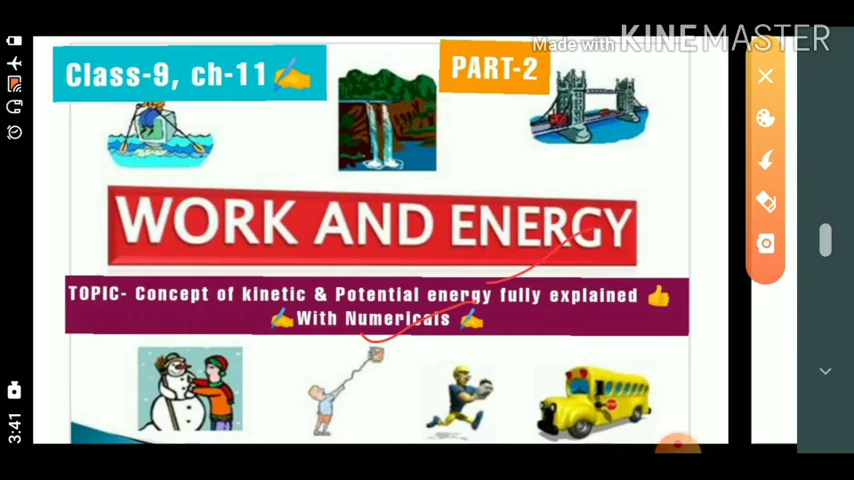 Made with KINEMASTER
Class-9, ch-11✍
PART-2
WORK AND ENERGY
TOPIC- Concept of kinetic & Potential energy fully explained 👍
✍With Numericals ✍
3:41